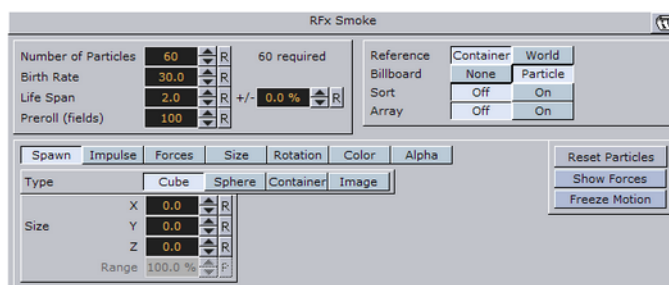 RFx Smoke
Number of Particles 60 R 60 required
Birth Rate 30.0 R
Life Span 2.0 R +/- 0.0 % R
Preroll (fields) 100 R
Reference Container World
Billboard None Particle
Sort Off On
Array Off On
Spawn Impulse Forces Size Rotation Color Alpha
Type Cube Sphere Container Image
Size
X 0.0 R
Y 0.0 R
Z 0.0 R
Range 100.0 % R
Reset Particles
Show Forces
Freeze Motion